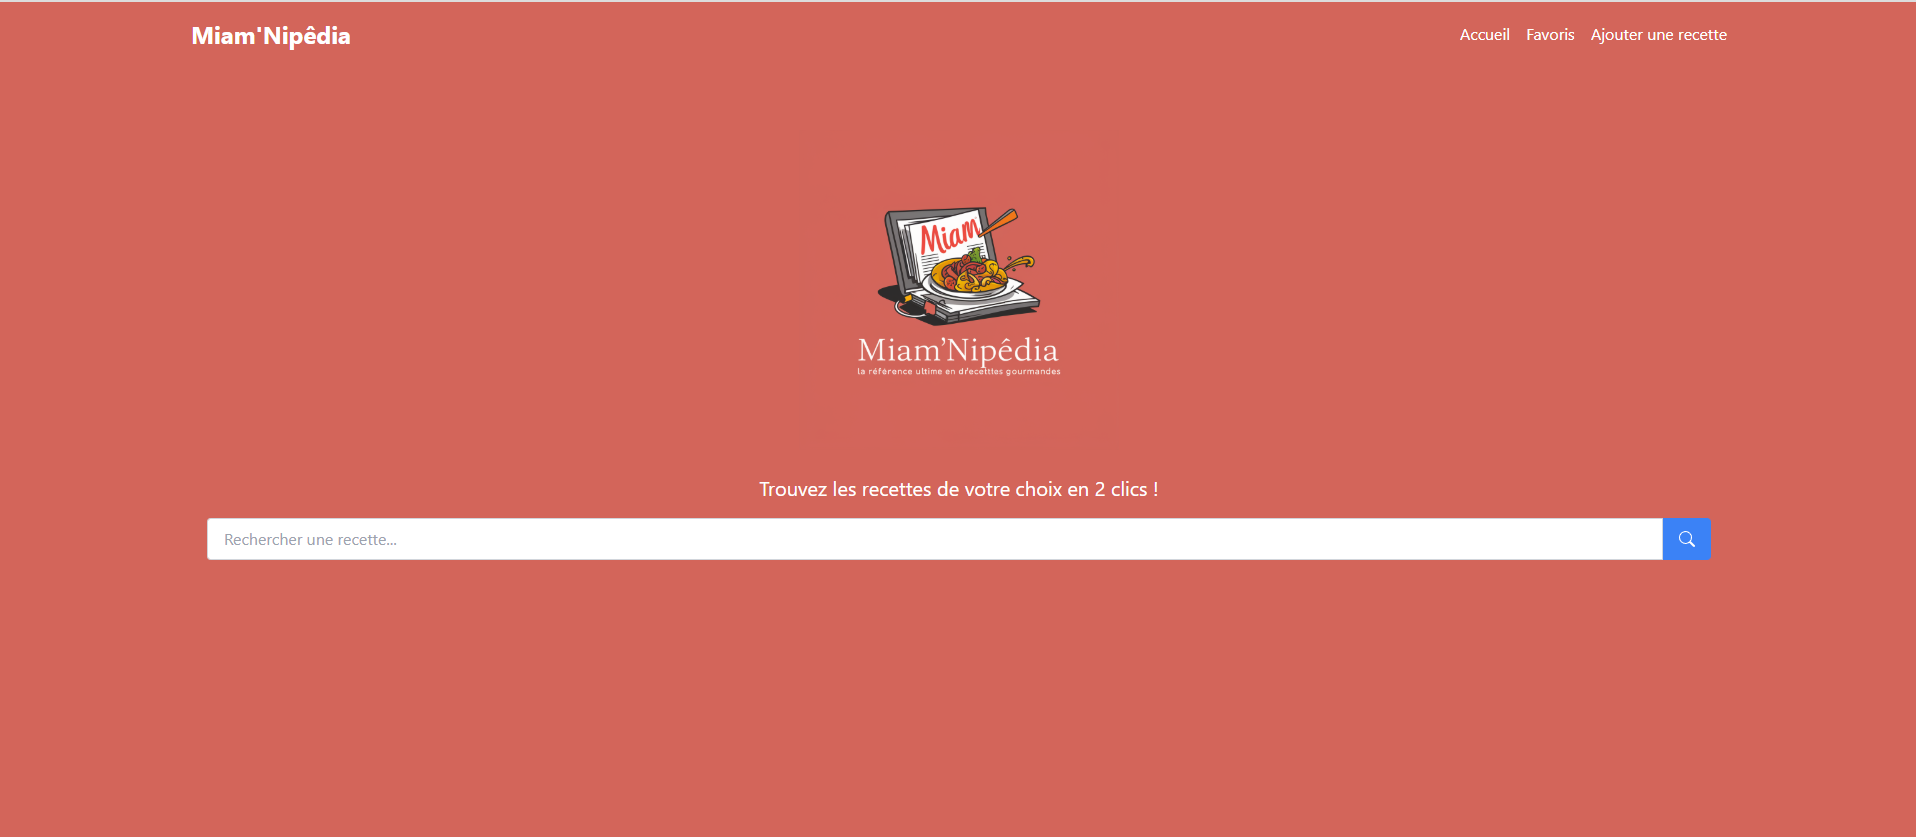 Miam'Nipêdia
Accueil Favoris Ajouter une recette
Miam
Miam'Nipêdia
la référence ultime en drecetttes gourmandes
Trouvez les recettes de votre choix en 2 clics !
Rechercher une recette...